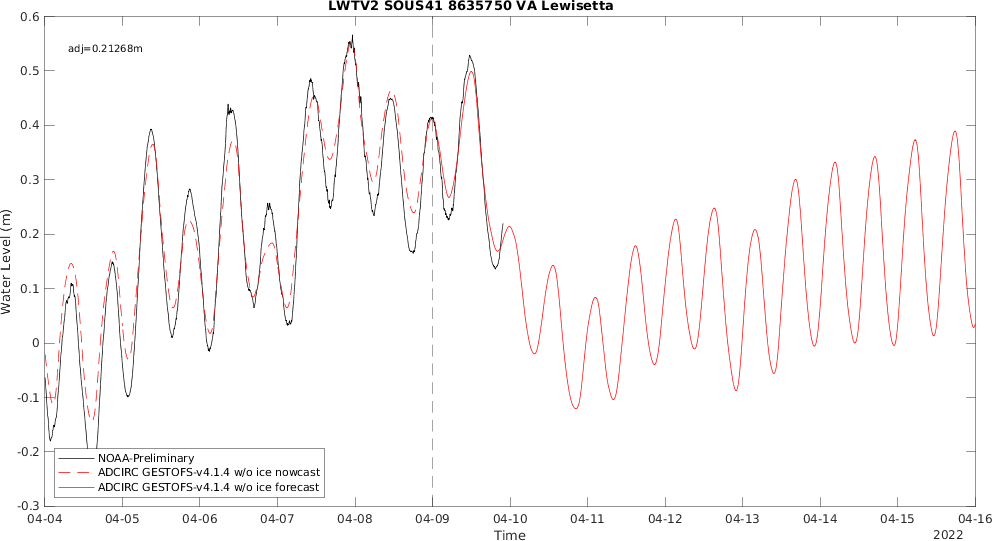 LWTV2 SOUS41 8635750 VA Lewisetta
adj=0.21268m
0.6
0.5
0.4
0.3
0.2
0.1
0
-0.1
-0.2
-0.3
Water Level (m)
NOAA-Preliminary
ADCIRC GESTOFS-v4.1.4 w/o ice nowcast
ADCIRC GESTOFS-v4.1.4 w/o ice forecast
04-04 04-05 04-06 04-07 04-08 04-09 04-10 04-11 04-12 04-13 04-14 04-15 04-16
Time
2022